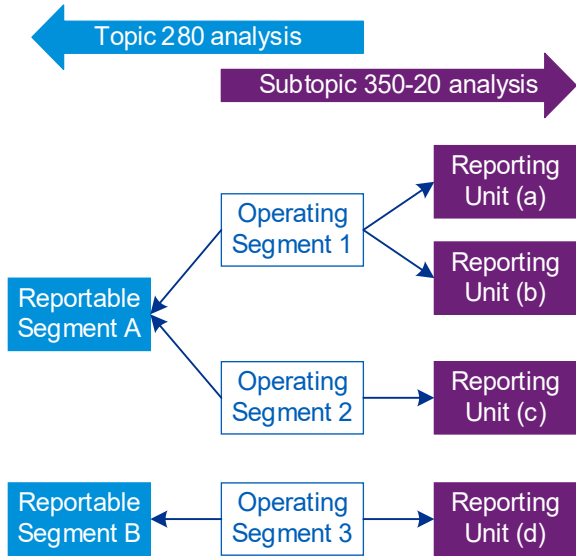 Topic 280 analysis
Subtopic 350-20 analysis
Reporting
Unit (a)
Operating
Segment 1
Reporting
Unit (b)
Reportable
Segment A
Operating
Segment 2
Reporting
Unit (c)
Reportable
Segment B
Operating
Segment 3
Reporting
Unit (d)